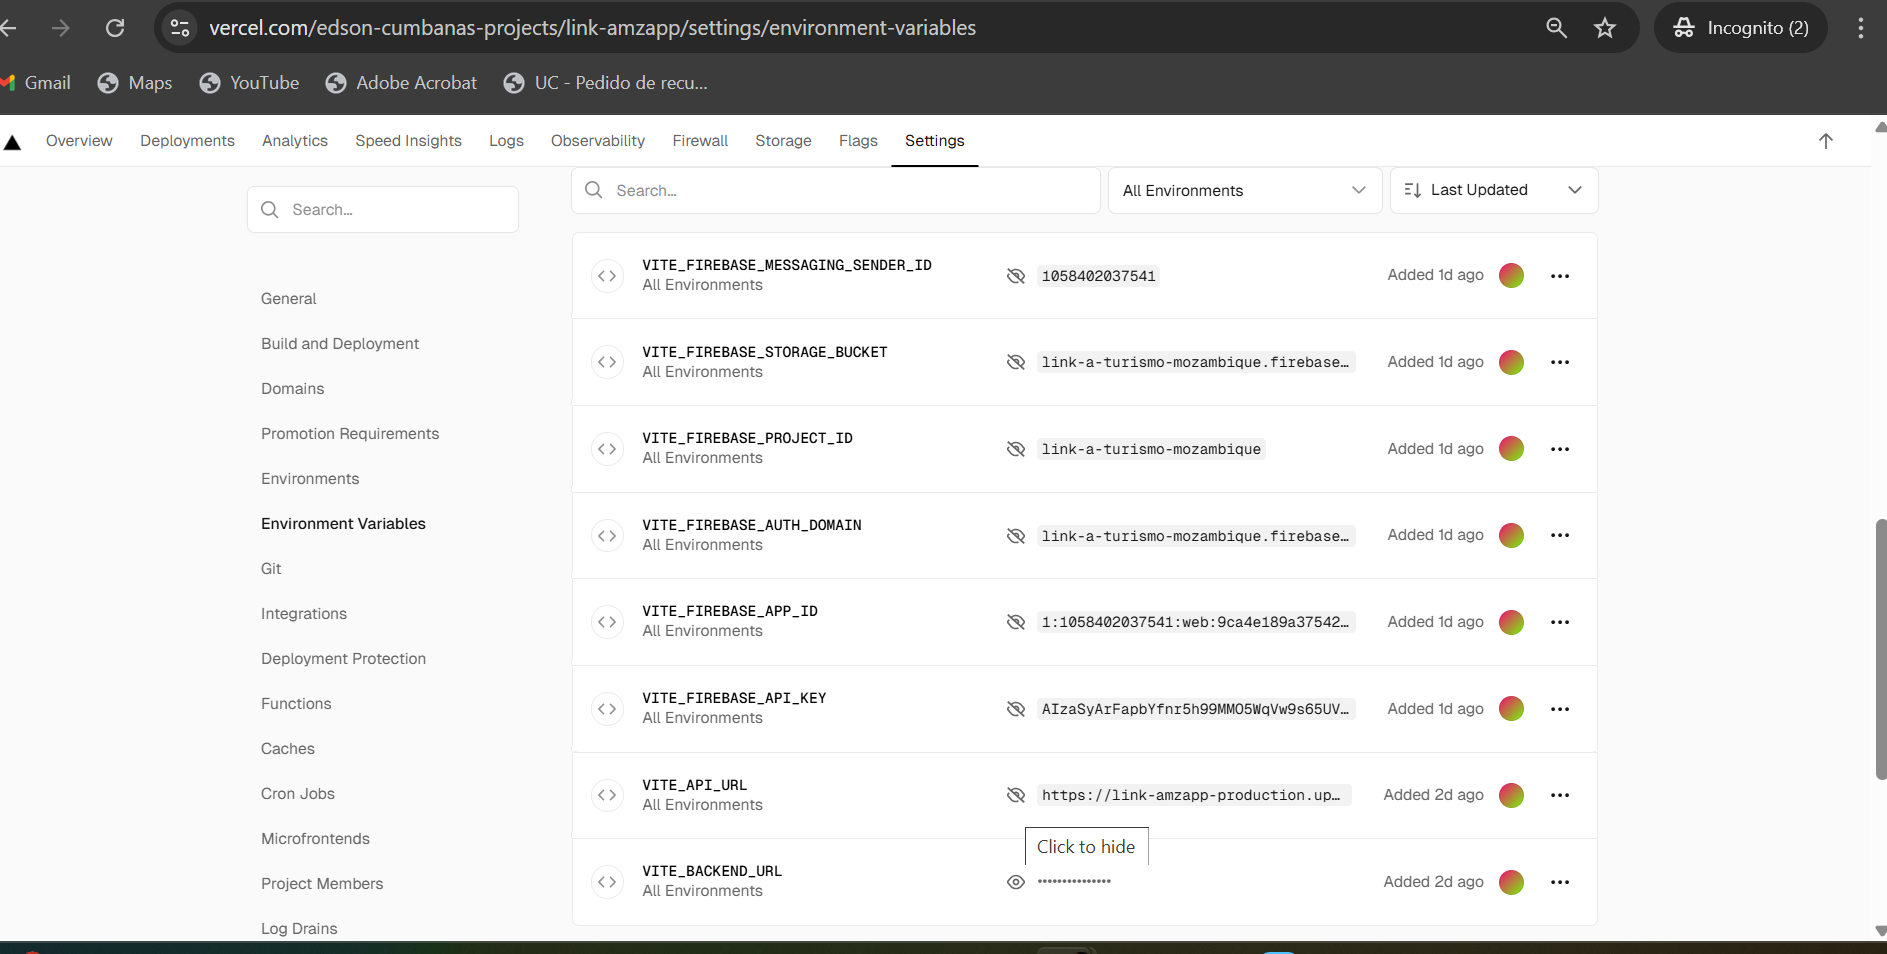 vercel.com/edson-cumbanas-projects/link-amzapp/settings/environment-variables
Incognito (2)
Gmail
Maps
YouTube
Adobe Acrobat
UC - Pedido de recu...
Overview
Deployments
Analytics
Speed Insights
Logs
Observability
Firewall
Storage
Flags
Settings
Search...
Search...
All Environments
Last Updated
General
Build and Deployment
Domains
Promotion Requirements
Environments
Environment Variables
Git
Integrations
Deployment Protection
Functions
Caches
Cron Jobs
Microfrontends
Project Members
Log Drains
VITE_FIREBASE_MESSAGING_SENDER_ID
All Environments
1058402037541
Added 1d ago
VITE_FIREBASE_STORAGE_BUCKET
All Environments
link-a-turismo-mozambique.firebase…
Added 1d ago
VITE_FIREBASE_PROJECT_ID
All Environments
link-a-turismo-mozambique
Added 1d ago
VITE_FIREBASE_AUTH_DOMAIN
All Environments
link-a-turismo-mozambique.firebase…
Added 1d ago
VITE_FIREBASE_APP_ID
All Environments
1:1058402037541:web:9ca4e189a37542…
Added 1d ago
VITE_FIREBASE_API_KEY
All Environments
AIzaSyArFapbYfnr5h99MMO5WqVw9s65UV…
Added 1d ago
VITE_API_URL
All Environments
https://link-amzapp-production.up…
Added 2d ago
Click to hide
VITE_BACKEND_URL
All Environments
•••••••••••••••
Added 2d ago